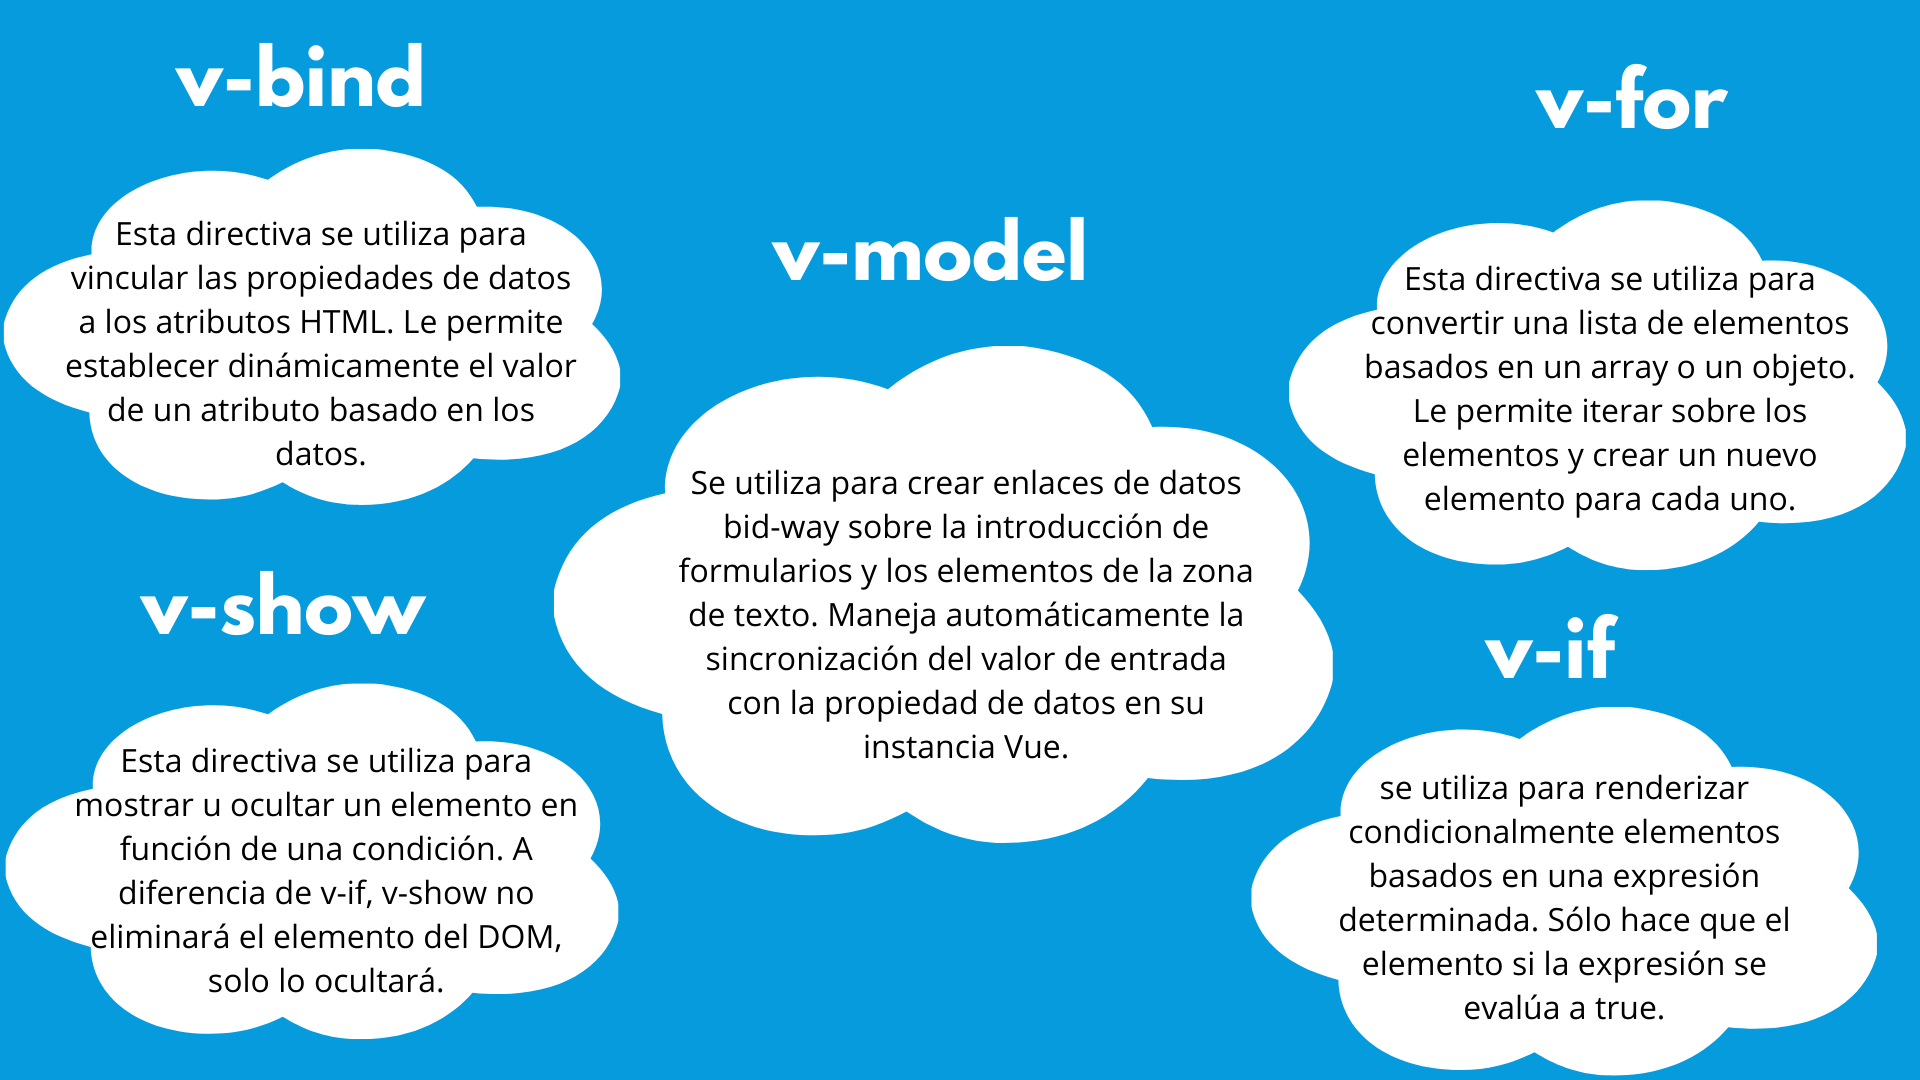 v-bind
Esta directiva se utiliza para
vincular las propiedades de datos
a los atributos HTML. Le permite
establecer dinámicamente el valor
de un atributo basado en los
datos.
v-show
Esta directiva se utiliza para
mostrar u ocultar un elemento en
función de una condición. A
diferencia de v-if, v-show no
eliminará el elemento del DOM,
solo lo ocultará.
v-model
Se utiliza para crear enlaces de datos
bid-way sobre la introducción de
formularios y los elementos de la zona
de texto. Maneja automáticamente la
sincronización del valor de entrada
con la propiedad de datos en su
instancia Vue.
v-for
Esta directiva se utiliza para
convertir una lista de elementos
basados en un array o un objeto.
Le permite iterar sobre los
elementos y crear un nuevo
elemento para cada uno.
v-if
se utiliza para renderizar
condicionalmente elementos
basados en una expresión
determinada. Sólo hace que el
elemento si la expresión se
evalúa a true.